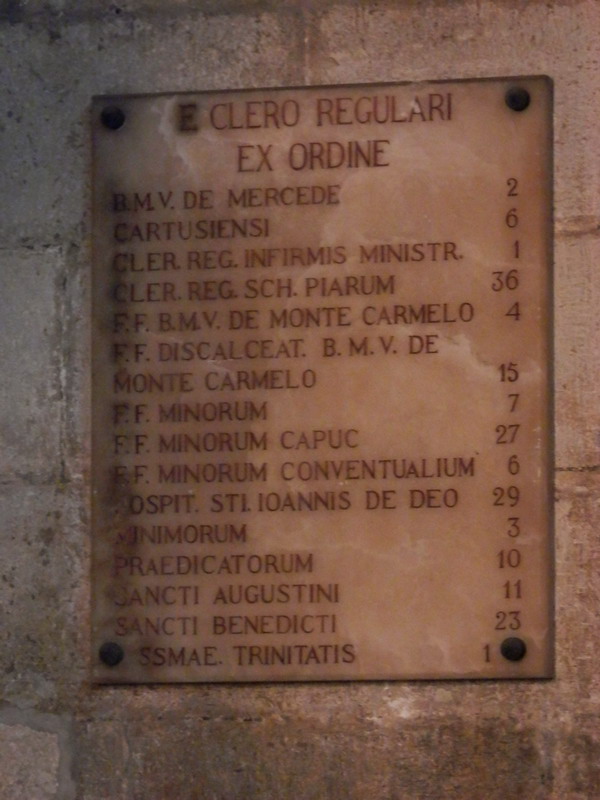 E CLERO REGULARI
EX ORDINE
B.M.V. DE MERCEDE 2
CARTUSIENSI 6
CLER. REG. INFIRMIS MINISTR. 1
CLER. REG. SCH. PIARUM 36
F.F. B.M.V. DE MONTE CARMELO 4
F.F. DISCALCEAT. B.M.V. DE
MONTE CARMELO 15
F.F. MINORUM 7
F.F. MINORUM CAPUC 27
F.F. MINORUM CONVENTUALIUM 6
HOSPIT. STI. IOANNIS DE DEO 29
MINIMORUM 3
PRAEDICATORUM 10
SANCTI AUGUSTINI 11
SANCTI BENEDICTI 23
SSMAE. TRINITATIS 1